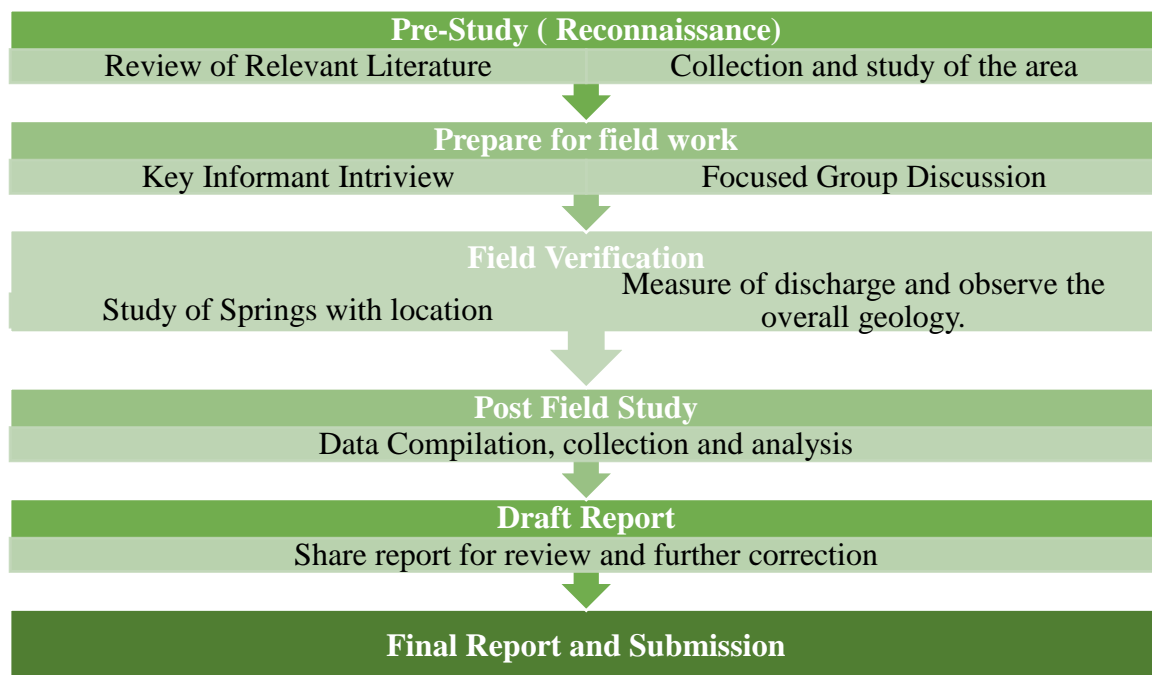 Pre-Study ( Reconnaissance)
Review of Relevant Literature
Collection and study of the area
Prepare for field work
Key Informant Intriview
Focused Group Discussion
Field Verification
Study of Springs with location
Measure of discharge and observe the
overall geology.
Post Field Study
Data Compilation, collection and analysis
Draft Report
Share report for review and further correction
Final Report and Submission